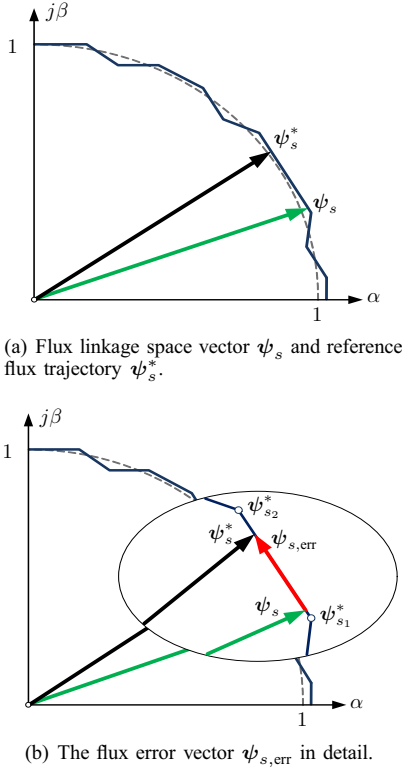 jβ
1
ψ*s
ψs
α
1
(a) Flux linkage space vector ψs and reference
flux trajectory ψ*s.
jβ
1
ψ*s2
ψ*s
ψs,err
ψs
ψ*s1
α
1
(b) The flux error vector ψs,err in detail.